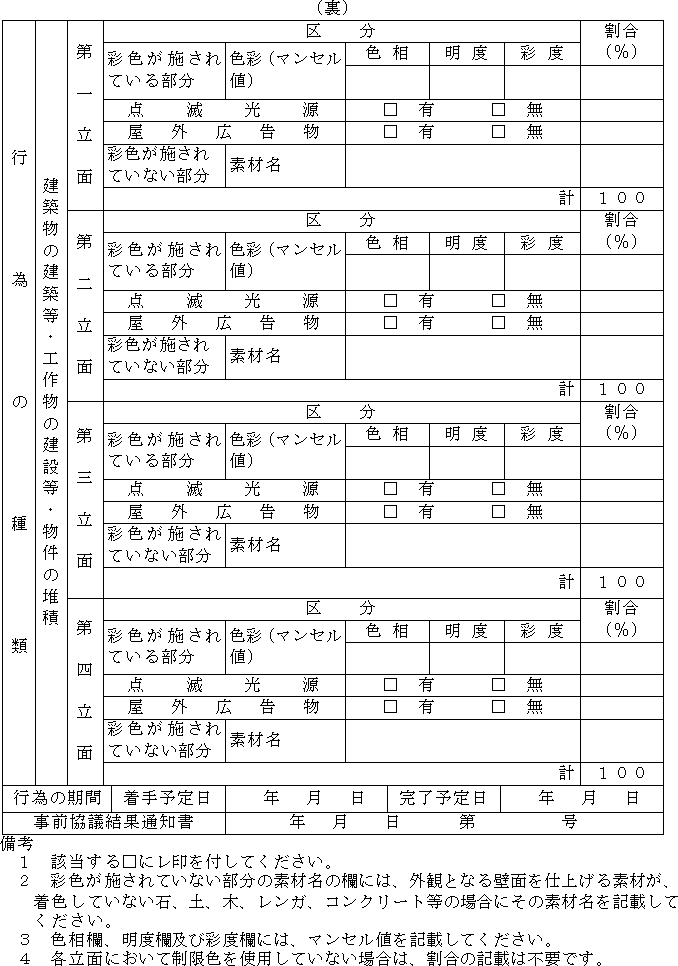 （裏）
行為の種類
建築物の建築等・工作物の建設等・物件の堆積
第一立面
区　　分
割合（％）
彩色が施されている部分
色彩（マンセル値）
色相　明度　彩度
点滅光源　□　有　□　無
屋外広告物　□　有　□　無
彩色が施されていない部分
素材名
計　１００
第二立面
区　　分
割合（％）
彩色が施されている部分
色彩（マンセル値）
色相　明度　彩度
点滅光源　□　有　□　無
屋外広告物　□　有　□　無
彩色が施されていない部分
素材名
計　１００
第三立面
区　　分
割合（％）
彩色が施されている部分
色彩（マンセル値）
色相　明度　彩度
点滅光源　□　有　□　無
屋外広告物　□　有　□　無
彩色が施されていない部分
素材名
計　１００
第四立面
区　　分
割合（％）
彩色が施されている部分
色彩（マンセル値）
色相　明度　彩度
点滅光源　□　有　□　無
屋外広告物　□　有　□　無
彩色が施されていない部分
素材名
計　１００
行為の期間　着手予定日　年　月　日　完了予定日　年　月　日
事前協議結果通知書　年　月　日　第　号
備考
１　該当する□にレ印を付してください。
２　彩色が施されていない部分の素材名の欄には、外観となる壁面を仕上げる素材が、
着色していない石、土、木、レンガ、コンクリート等の場合にその素材名を記載して
ください。
３　色相欄、明度欄及び彩度欄には、マンセル値を記載してください。
４　各立面において制限色を使用していない場合は、割合の記載は不要です。